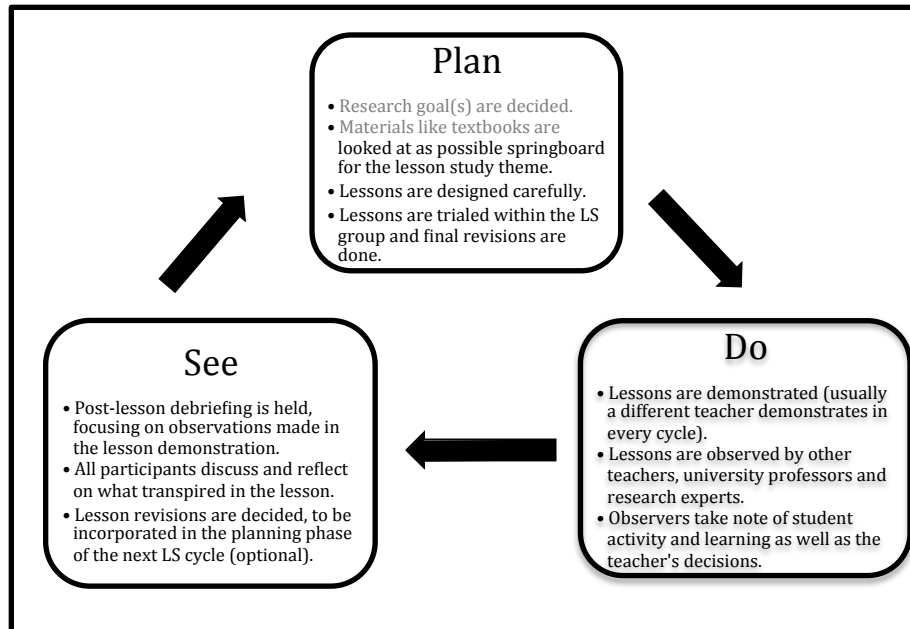 Plan
• Research goal(s) are decided.
• Materials like textbooks are
looked at as possible springboard
for the lesson study theme.
• Lessons are designed carefully.
• Lessons are trialed within the LS
group and final revisions are
done.
See
• Post-lesson debriefing is held,
focusing on observations made in
the lesson demonstration.
• All participants discuss and reflect
on what transpired in the lesson.
• Lesson revisions are decided, to be
incorporated in the planning phase
of the next LS cycle (optional).
Do
• Lessons are demonstrated (usually
a different teacher demonstrates in
every cycle).
• Lessons are observed by other
teachers, university professors and
research experts.
• Observers take note of student
activity and learning as well as the
teacher's decisions.